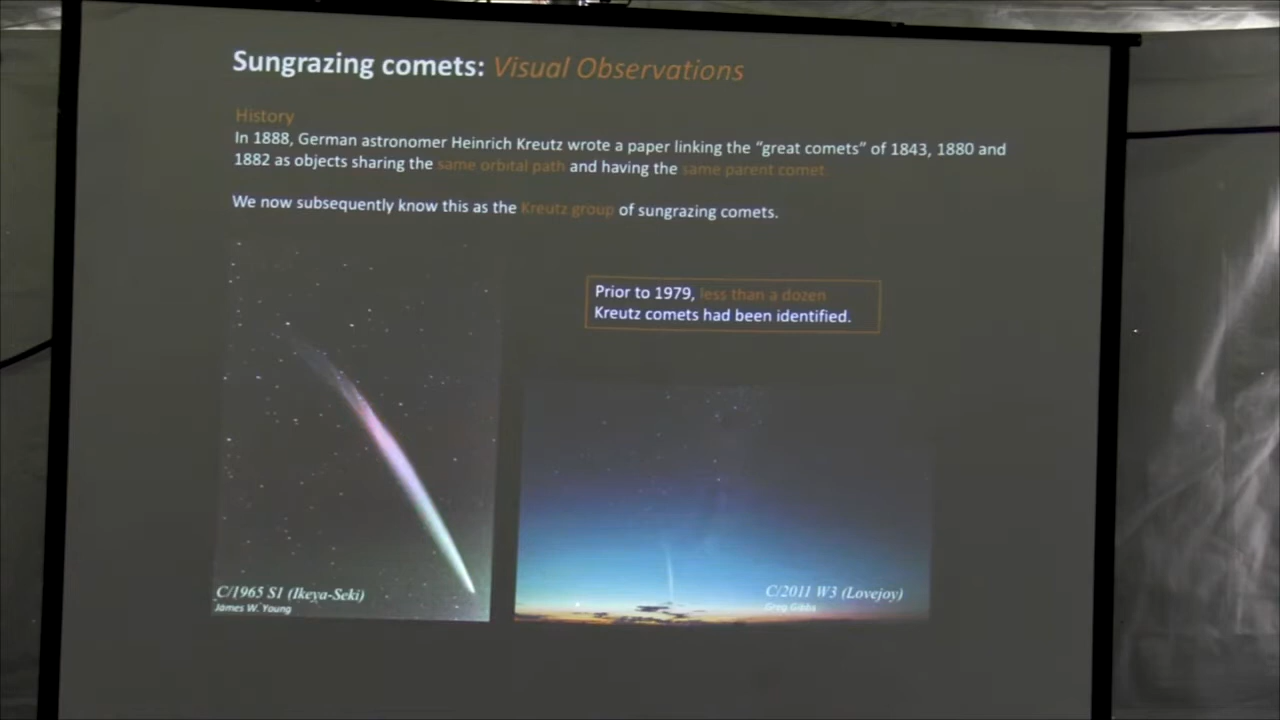 Sungrazing comets: Visual Observations
History
In 1888, German astronomer Heinrich Kreutz wrote a paper linking the “great comets” of 1843, 1880 and
1882 as objects sharing the same orbital path and having the same parent comet.
We now subsequently know this as the Kreutz group of sungrazing comets.
Prior to 1979, less than a dozen
Kreutz comets had been identified.
C/1965 S1 (Ikeya-Seki)
James W. Young
C/2011 W3 (Lovejoy)
Greg Gibbs